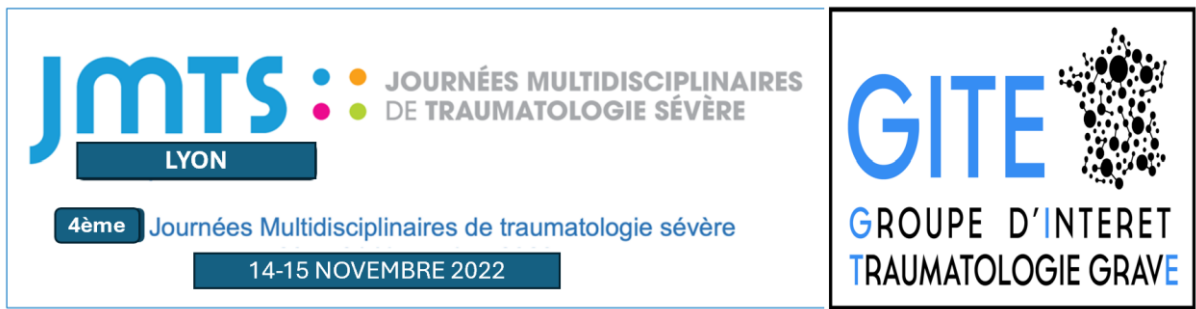 JMTS
JOURNÉES MULTIDISCIPLINAIRES
DE TRAUMATOLOGIE SÉVÈRE
LYON
4ème Journées Multidisciplinaires de traumatologie sévère
14-15 NOVEMBRE 2022
GITE
GROUPE D'INTERET
TRAUMATOLOGIE GRAVE